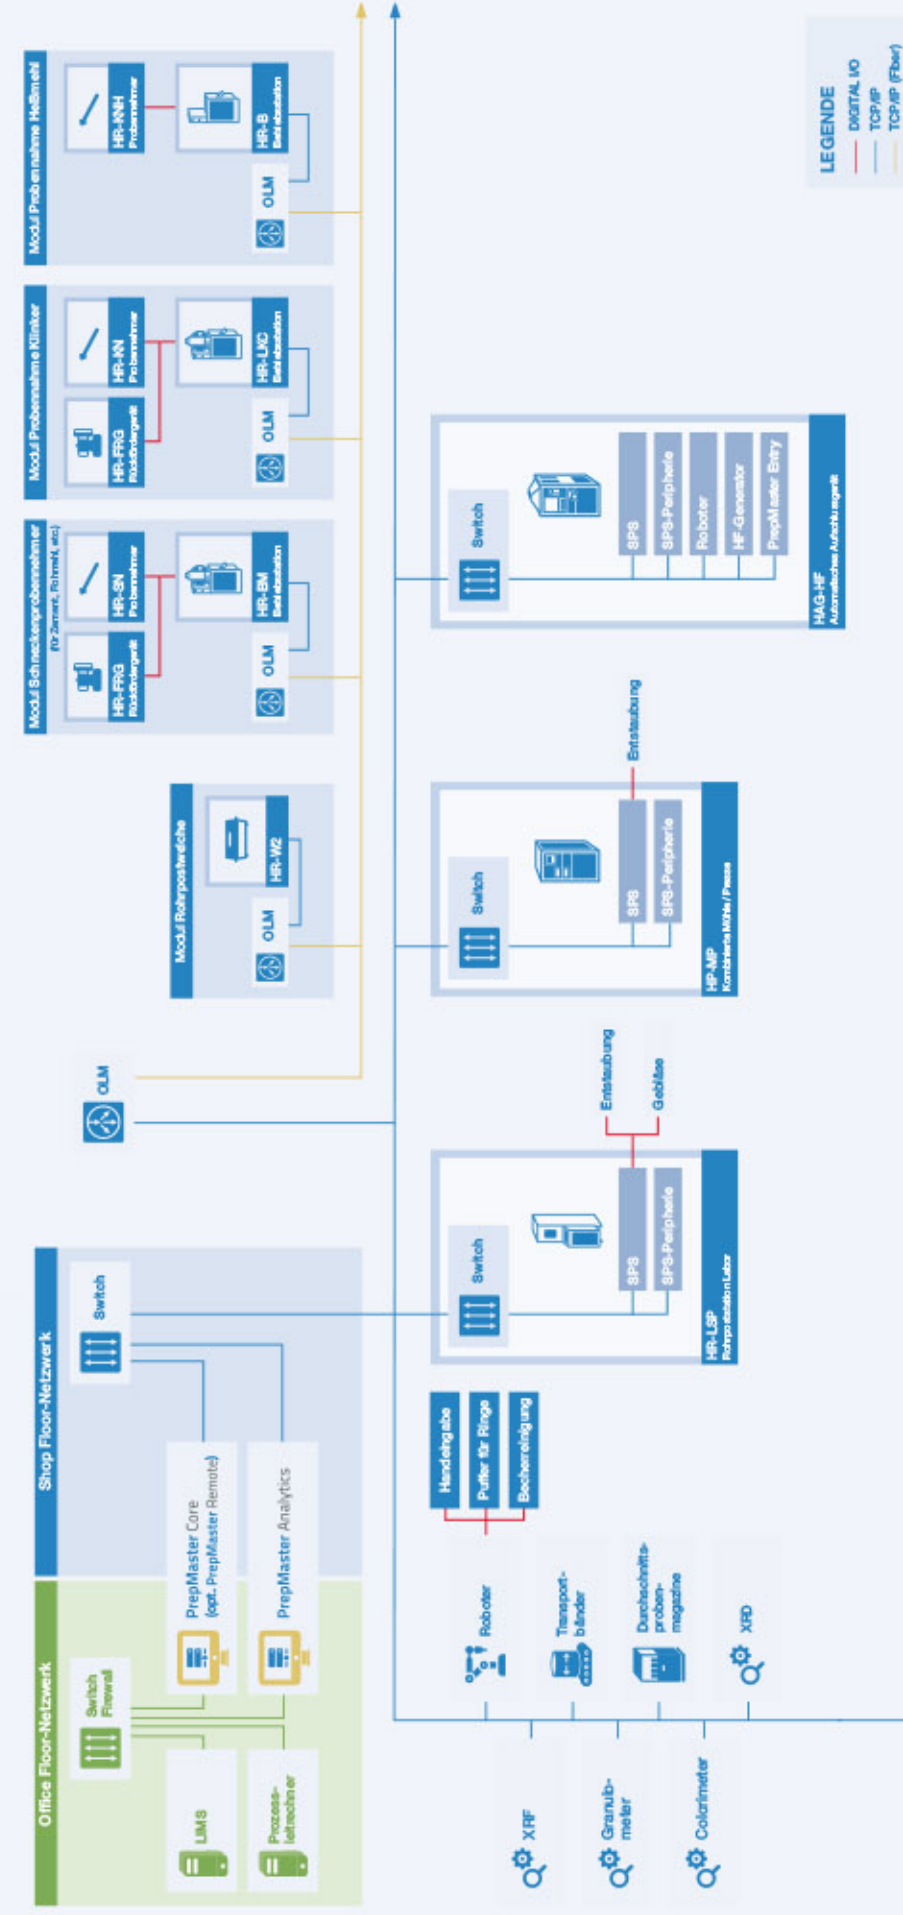 Office Floor-Netzwerk
Switch
Firewall
LIMS
Prozess-
leitrechner
Shop Floor-Netzwerk
Switch
PrepMaster Core
(opt. PrepMaster Remote)
PrepMaster Analytics
OLM
Modul Rohrpostweiche
HR-W2
OLM
Modul Schneckenprobennehmer
(für Zement, Rohmehl, etc.)
HR-FRG
Rückfördergerät
HR-SN
Probennehmer
HR-BM
Befüllstation
OLM
Modul Probennahme Klinker
HR-FRG
Rückfördergerät
HR-KN
Probennehmer
HR-LKC
OLM
Modul Probennahme Heißmehl
HR-KNH
Probennehmer
HR-B
OLM
XRF
Granulo-
meter
Colorimeter
Roboter
Transport-
bänder
Durchschnitts-
proben-
magazine
XRD
Handeingabe
Puffer für Ringe
Becherreinigung
Switch
SPS
SPS-Peripherie
Entstaubung
Gebläse
HR-LSP
Rohrpoststation Labor
Switch
SPS
SPS-Peripherie
Entstaubung
HP-MP
Kombinierte Mühle / Presse
Switch
SPS
SPS-Peripherie
Roboter
HF-Generator
PrepMaster Entry
HAG-HF
Automatisches Aufschlussgerät
LEGENDE
DIGITAL I/O
TCP/IP
TCP/IP (Fiber)